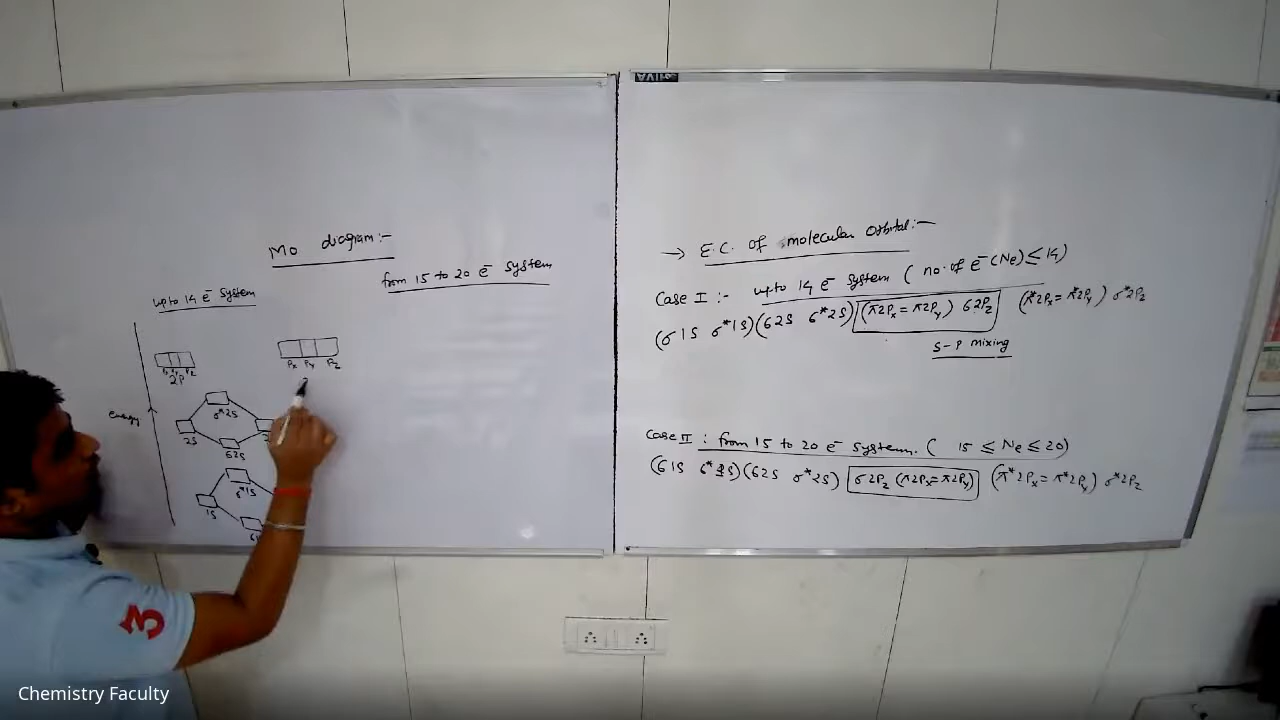 MO diagram:-
upto 14 e⁻ System
from 15 to 20 e⁻ System
Px Py Pz
2P
Px Py Pz
Energy
σ*2S
2S
σ2S
σ*1S
1S
VAIITAS
→ E.C. of molecular orbital:-
Case I :- upto 14 e⁻ System ( no. of e⁻ (Ne) ≤ 14)
(σ1S σ*1S)(σ2S σ*2S)(π2Px = π2Py) σ2Pz (π*2Px = π*2Py) σ*2Pz
S-P mixing
Case II : from 15 to 20 e⁻ System. ( 15 ≤ Ne ≤ 20)
(σ1S σ*1S)(σ2S σ*2S) σ2Pz (π2Px=π2Py) (π*2Px = π*2Py) σ*2Pz
3
Chemistry Faculty